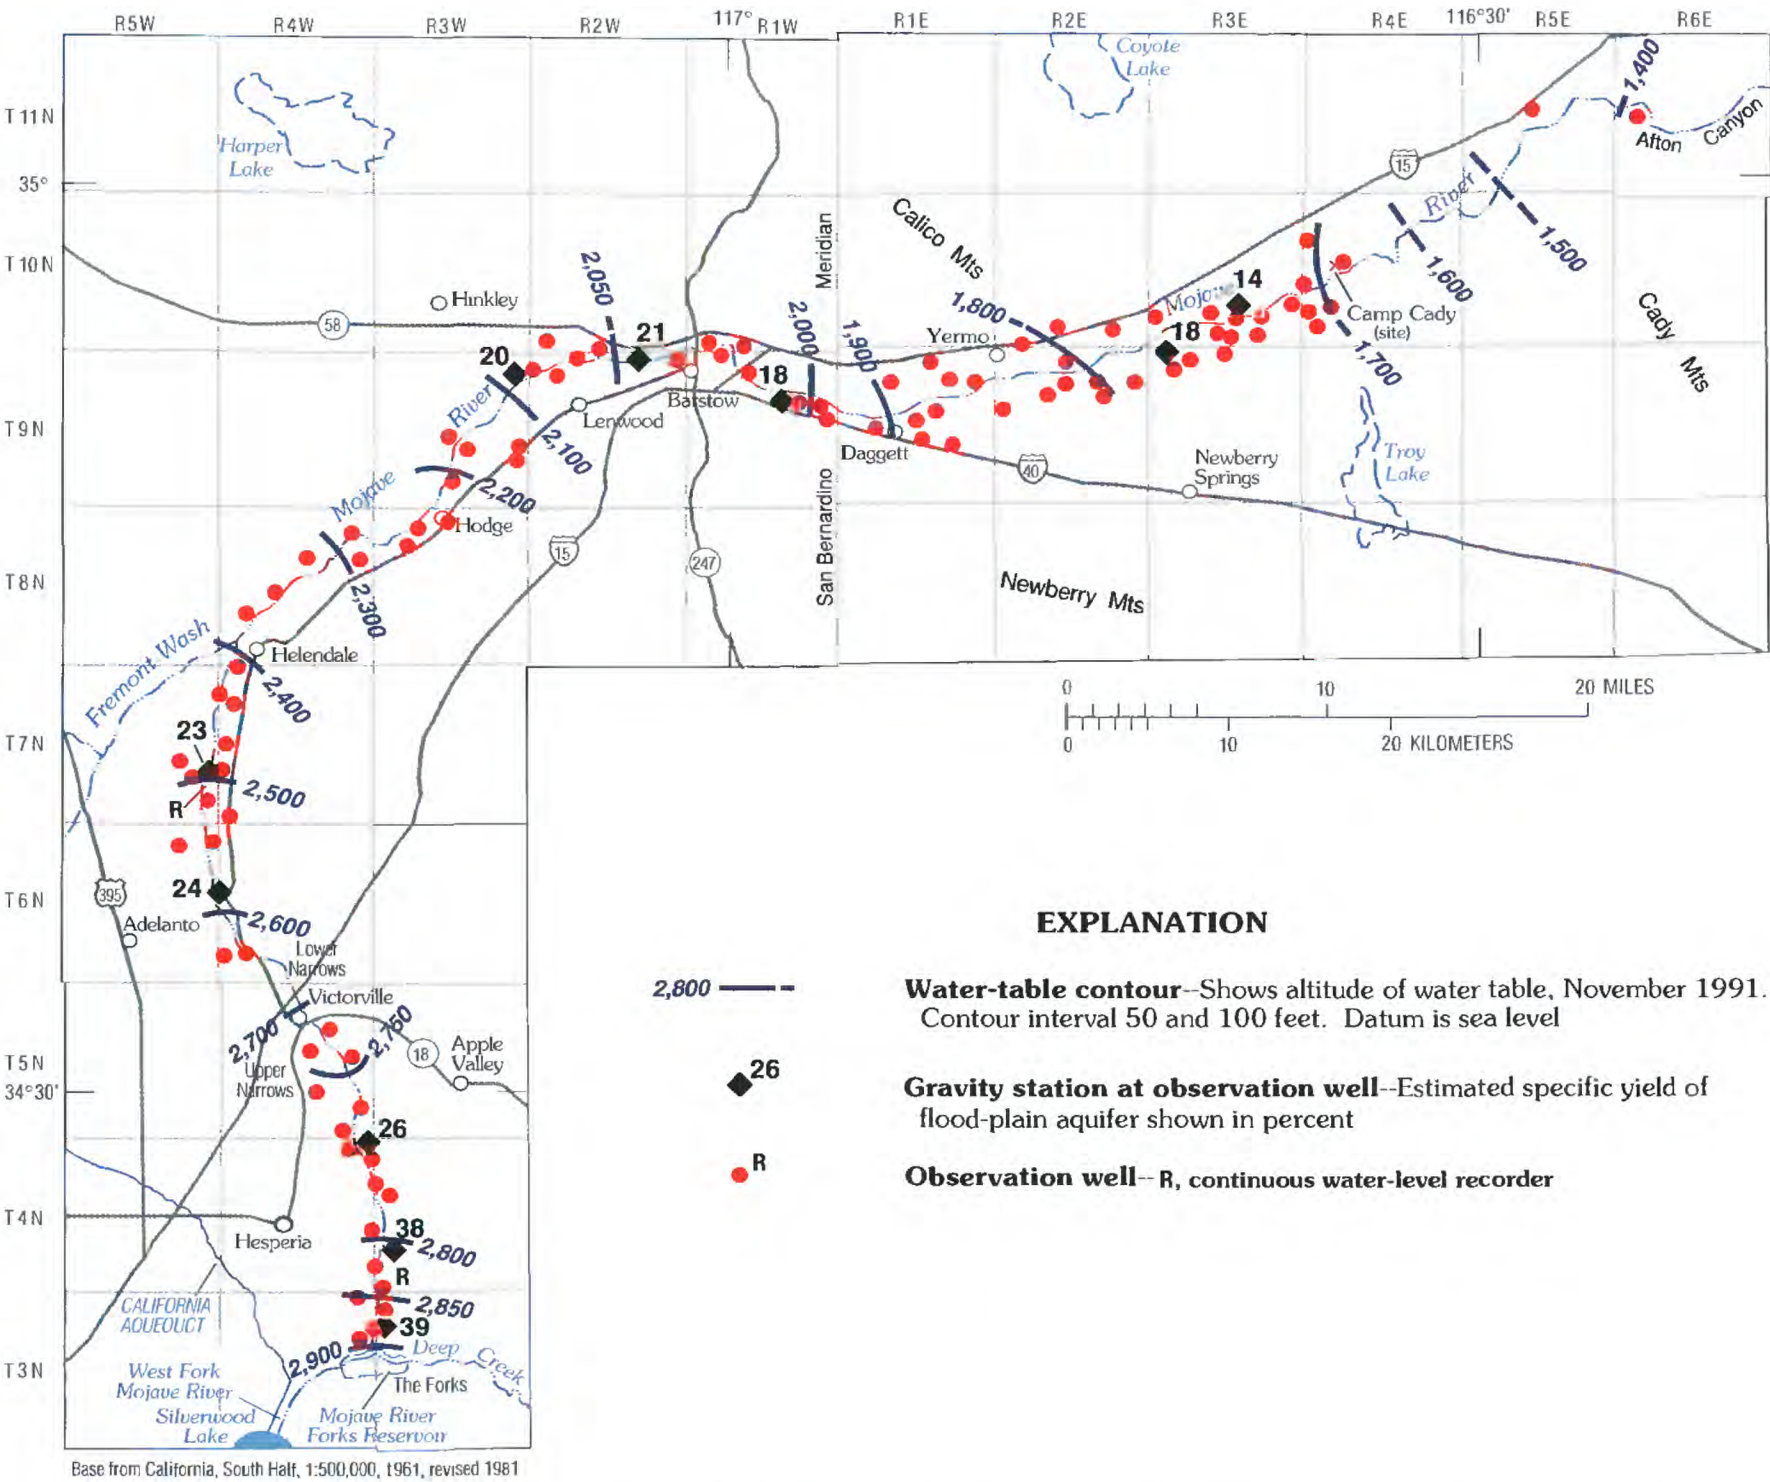 R5W R4W R3W R2W 117° R1W R1E R2E R3E R4E 116°30' R5E R6E
T11N
35°
T10N
T9N
T8N
T7N
T6N
T5N
34°30'
T4N
T3N
Harper
Lake
Coyote
Lake
1,400
Afton
Canyon
15
River
1,500
1,600
Calico Mts
Meridian
San Bernardino
Cady Mts
Hinkley
58
2,050
21
20
2,000
1,900
1,800
Yermo
Mojave
14
18
Camp Cady
(site)
1,700
18
Barstow
Lenwood
River
2,100
Daggett
40
Newberry
Springs
Troy
Lake
Mojave
2,200
Hodge
15
247
2,300
Newberry Mts
Fremont Wash
Helendale
2,400
23
2,500
R
24
395
Adelanto
2,600
Lower
Narrows
Victorville
2,700
2,750
Upper
Narrows
18
Apple
Valley
26
Hesperia
38
2,800
R
2,850
39
CALIFORNIA
AQUEDUCT
2,900
Deep Creek
The Forks
West Fork
Mojave River
Silverwood
Lake
Mojave River
Forks Reservoir
0 10 20 MILES
0 10 20 KILOMETERS
EXPLANATION
2,800
Water-table contour--Shows altitude of water table, November 1991.
Contour interval 50 and 100 feet. Datum is sea level
26
Gravity station at observation well--Estimated specific yield of
flood-plain aquifer shown in percent
R
Observation well-- R, continuous water-level recorder
Base from California, South Half, 1:500,000, 1961, revised 1981